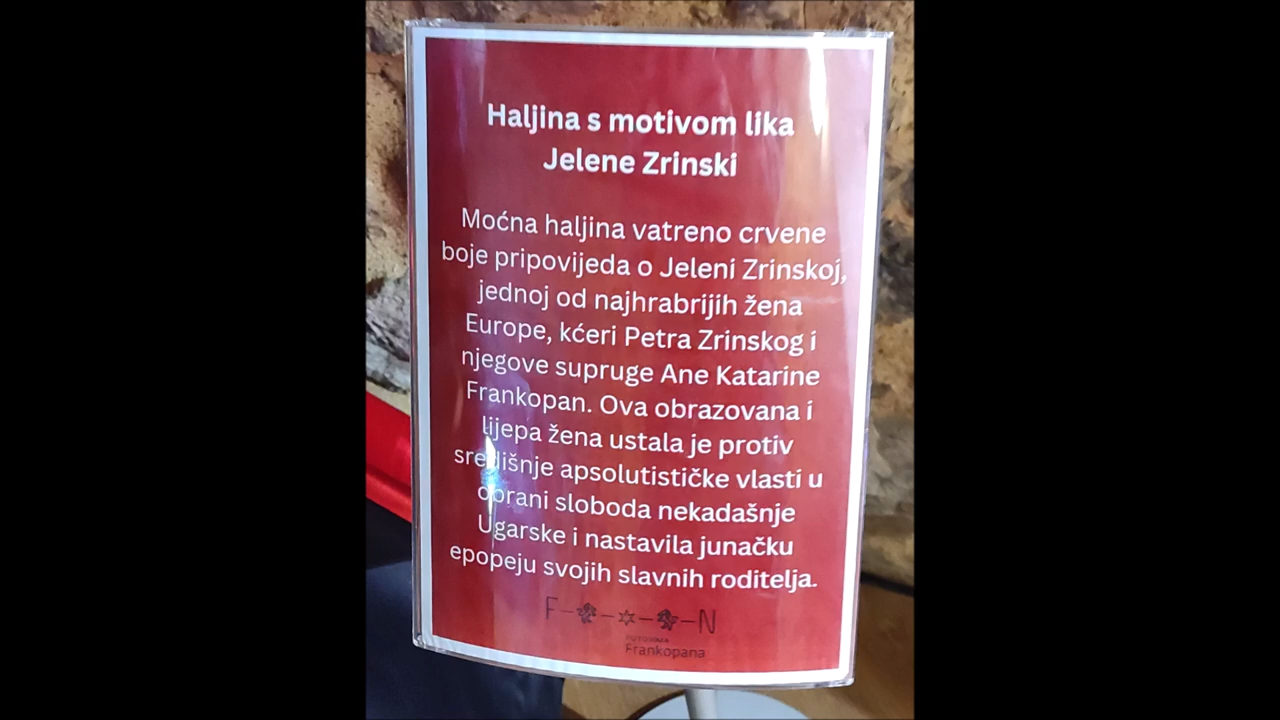 Haljina s motivom lika
Jelene Zrinski
Moćna haljina vatreno crvene
boje pripovijeda o Jeleni Zrinskoj,
jednoj od najhrabrijih žena
Europe, kćeri Petra Zrinskog i
njegove supruge Ane Katarine
Frankopan. Ova obrazovana i
lijepa žena ustala je protiv
središnje apsolutističke vlasti u
obrani sloboda nekadašnje
Ugarske i nastavila junačku
epopeju svojih slavnih roditelja.
F N
PUTOVIMA
Frankopana